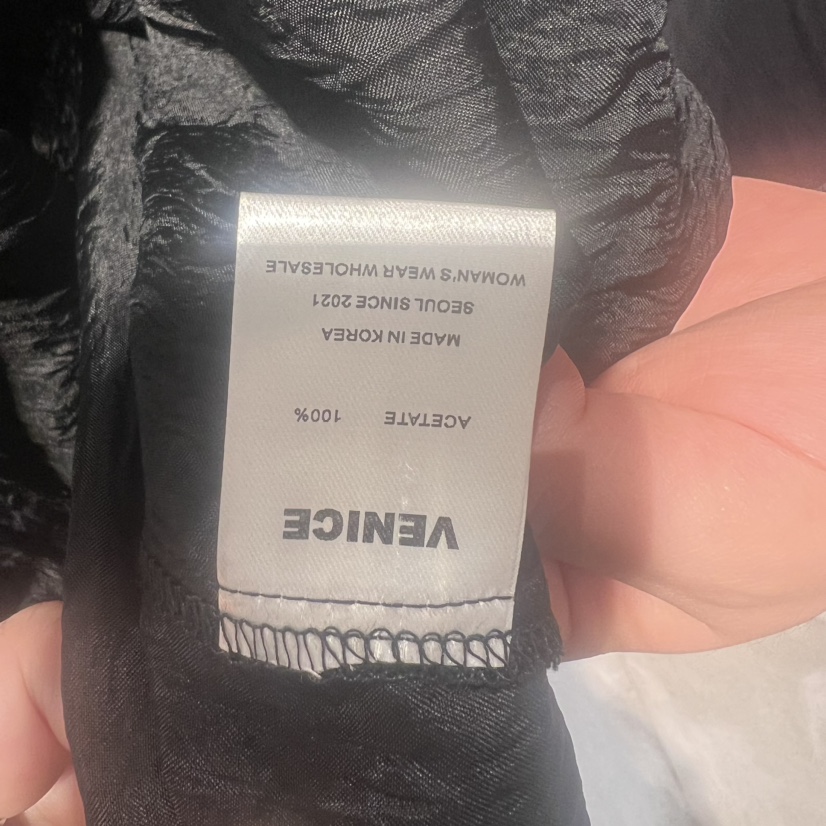 VENICE
ACETATE 100%
MADE IN KOREA
SEOUL SINCE 2021
WOMAN'S WEAR WHOLESALE